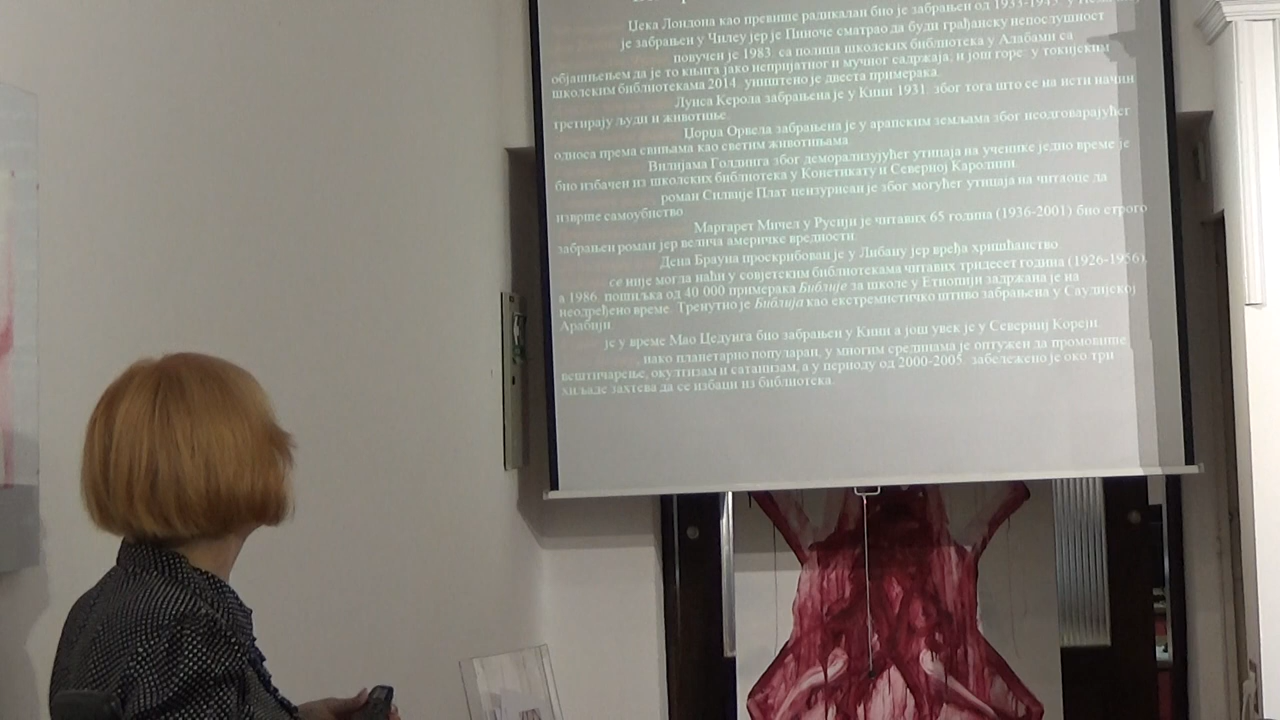 Џека Лондона као превише радикалан био је забрањен од 1933-1945. у
је забрањен у Чилеу јер је Пиноче сматрао да буди грађанску непослушност
повучен је 1983. са полица школских библиотека у Алабами са
објашњењем да је то књига јако непријатног и мучног садржаја, и још горе: у токијским
школским библиотекама 2014. уништено је двеста примерака.
Луиса Керола забрањена је у Кини 1931. због тога што се на исти начин
третирају људи и животиње.
Џорџа Орвела забрањена је у арапским земљама због неодговарајућег
односа према свињама као светим животињама.
Вилијама Голдинга због деморализујућег утицаја на ученике једно време је
био избачен из школских библиотека у Конетикату и Северној Каролини.
роман Силвије Плат цензурисан је због могућег утицаја на читаоце да
изврше самоубиство.
Маргарет Мичел у Русији је читавих 65 година (1936-2001) био строго
забрањен роман јер велича америчке вредности.
Дена Брауна проскрибован је у Либану јер вређа хришћанство
се није могла наћи у совјетским библиотекама читавих тридесет година (1926-1956),
а 1986. пошиљка од 40 000 примерака Библије за школе у Етиопији задржана је на
неодређено време. Тренутно је Библија као екстремистичко штиво забрањена у Саудијској
Арабији.
је у време Мао Цедунга био забрањен у Кини а још увек је у Северниј Кореји.
, иако планетарно популаран, у многим срединама је оптужен да промовише
вештичарење, окултизам и сатанизам, а у периоду од 2000-2005. забележено је око три
хиљаде захтева да се избаци из библиотека.